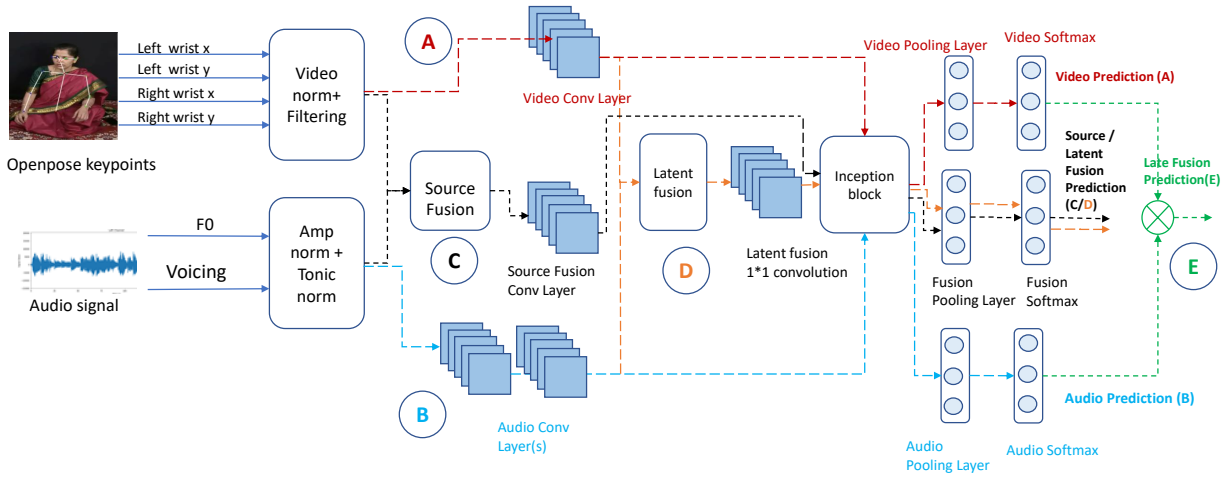 Left wrist x
Left wrist y
Right wrist x
Right wrist y
Openpose keypoints
Video
norm+
Filtering
A
Video Conv Layer
Video Pooling Layer
Video Softmax
Video Prediction (A)
Source
Fusion
C
Source Fusion
Conv Layer
Latent
fusion
D
Latent fusion
1*1 convolution
Inception
block
Source /
Latent
Fusion
Prediction
(C/D)
Late Fusion
Prediction(E)
E
Fusion
Pooling Layer
Fusion
Softmax
F0
Voicing
Audio signal
Amp
norm +
Tonic
norm
B
Audio Conv
Layer(s)
Audio Prediction (B)
Audio
Pooling Layer
Audio Softmax